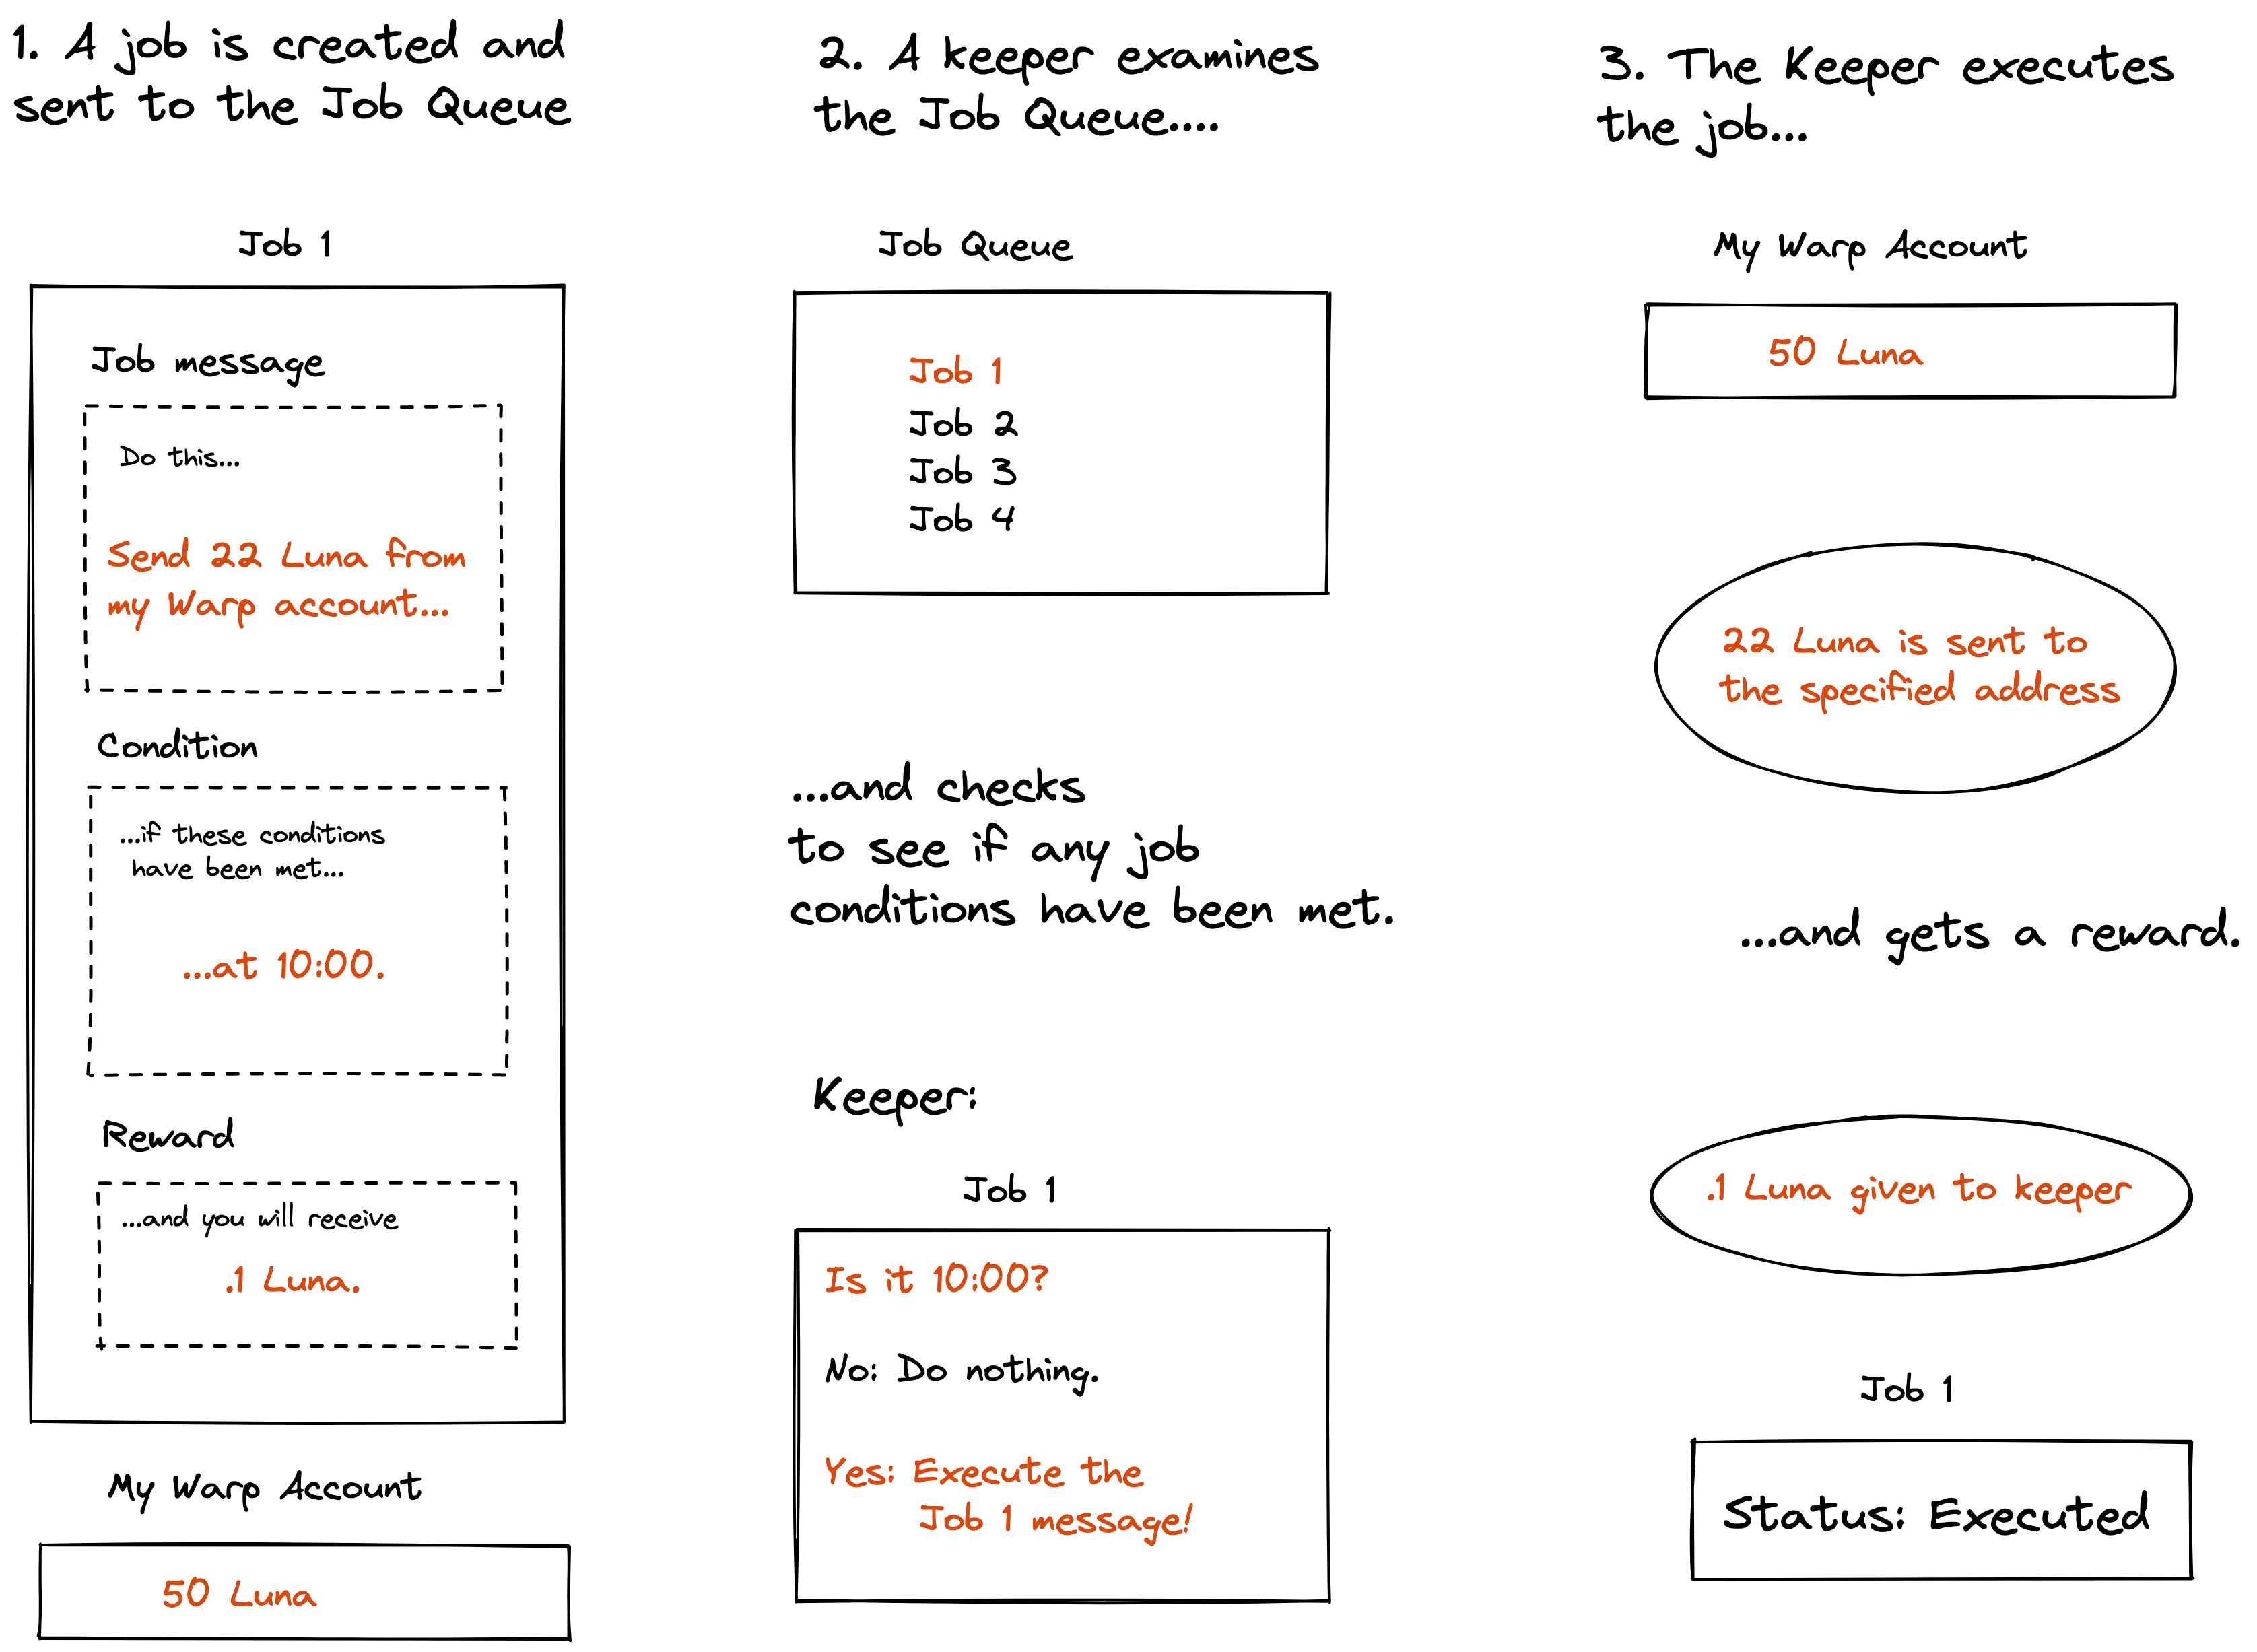 1. A job is created and
sent to the Job Queue
Job 1
Job message
Do this...
Send 22 Luna from
my Warp account...
Condition
...if these conditions
have been met...
...at 10:00.
Reward
...and you will receive
.1 Luna.
My Warp Account
50 Luna
2. A keeper examines
the Job Queue....
Job Queue
Job 1
Job 2
Job 3
Job 4
...and checks
to see if any job
conditions have been met.
Keeper:
Job 1
Is it 10:00?
No: Do nothing.
Yes: Execute the
Job 1 message!
3. The Keeper executes
the job...
My Warp Account
50 Luna
22 Luna is sent to
the specified address
...and gets a reward.
.1 Luna given to keeper
Job 1
Status: Executed